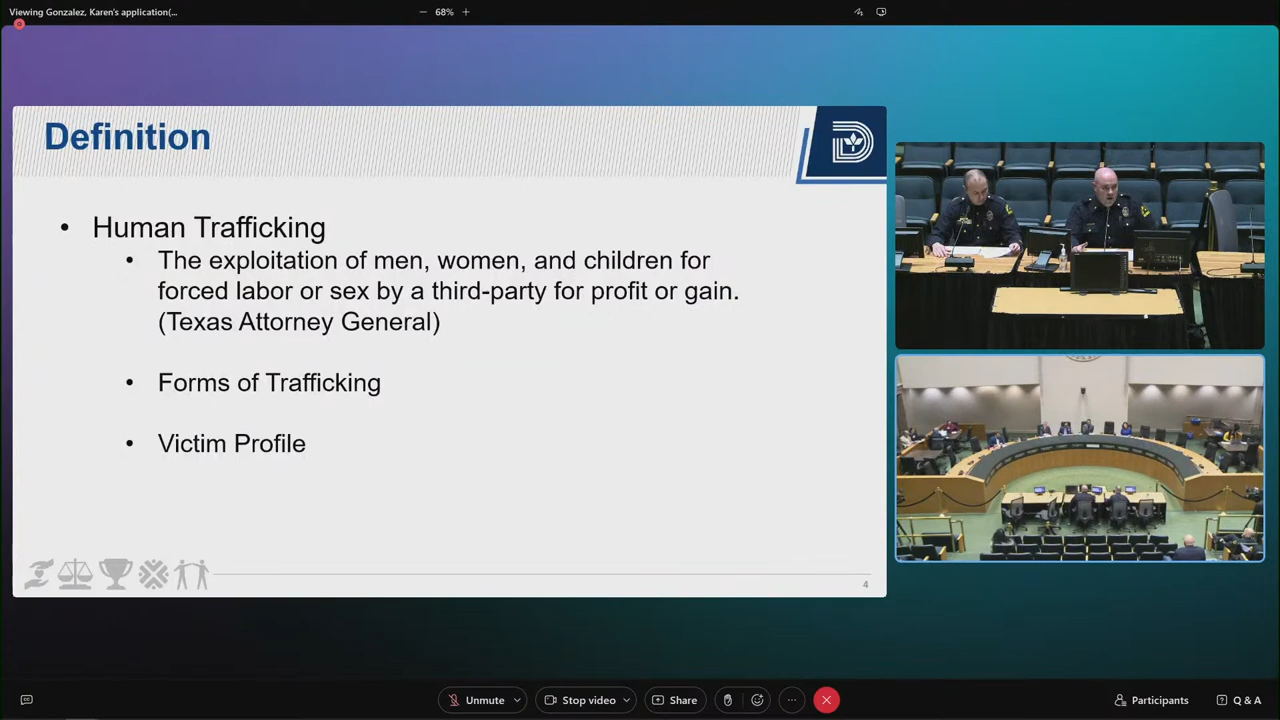 Viewing Gonzalez, Karen's application(...
68%
Definition
• Human Trafficking
• The exploitation of men, women, and children for
forced labor or sex by a third-party for profit or gain.
(Texas Attorney General)
• Forms of Trafficking
• Victim Profile
4
Unmute
Stop video
Share
Participants
Q & A